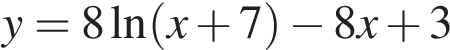 y = 8 ln(x + 7) − 8x + 3